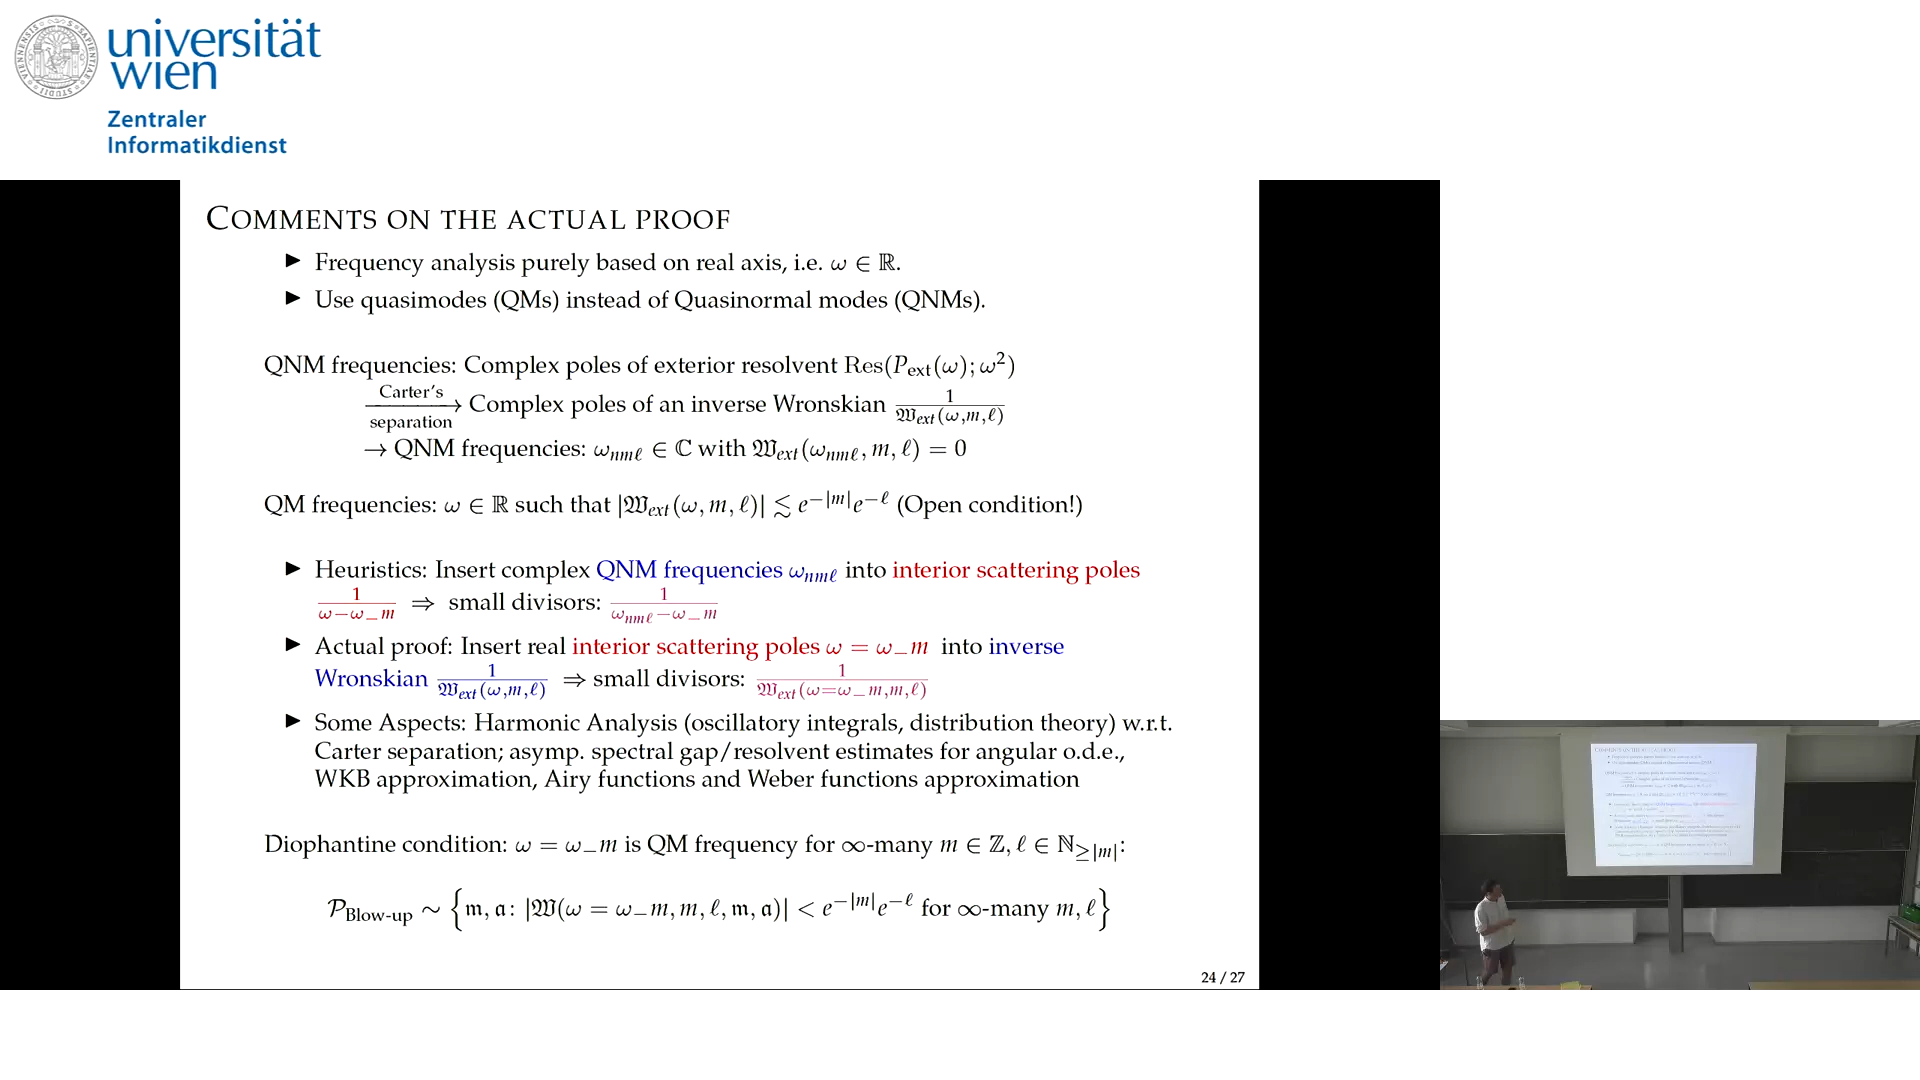 universität
wien
Zentraler
Informatikdienst
COMMENTS ON THE ACTUAL PROOF
▶ Frequency analysis purely based on real axis, i.e. ω ∈ ℝ.
▶ Use quasimodes (QMs) instead of Quasinormal modes (QNMs).
QNM frequencies: Complex poles of exterior resolvent Res(P_ext(ω); ω²)
Carter's separation → Complex poles of an inverse Wronskian 1/𝔚_ext(ω,m,ℓ)
→ QNM frequencies: ω_nmℓ ∈ ℂ with 𝔚_ext(ω_nmℓ, m, ℓ) = 0
QM frequencies: ω ∈ ℝ such that |𝔚_ext(ω, m, ℓ)| ≲ e^{−|m|}e^{−ℓ} (Open condition!)
▶ Heuristics: Insert complex QNM frequencies ω_nmℓ into interior scattering poles
1/(ω−ω_−m) ⇒ small divisors: 1/(ω_nmℓ−ω_−m)
▶ Actual proof: Insert real interior scattering poles ω = ω_−m into inverse
Wronskian 1/𝔚_ext(ω,m,ℓ) ⇒ small divisors: 1/𝔚_ext(ω=ω_−m,m,ℓ)
▶ Some Aspects: Harmonic Analysis (oscillatory integrals, distribution theory) w.r.t.
Carter separation; asymp. spectral gap/resolvent estimates for angular o.d.e.,
WKB approximation, Airy functions and Weber functions approximation
Diophantine condition: ω = ω_−m is QM frequency for ∞-many m ∈ ℤ, ℓ ∈ ℕ_{≥|m|}:
𝒫_Blow-up ∼ {𝔪, 𝔞: |𝔚(ω = ω_−m, m, ℓ, 𝔪, 𝔞)| < e^{−|m|}e^{−ℓ} for ∞-many m, ℓ}
24 / 27